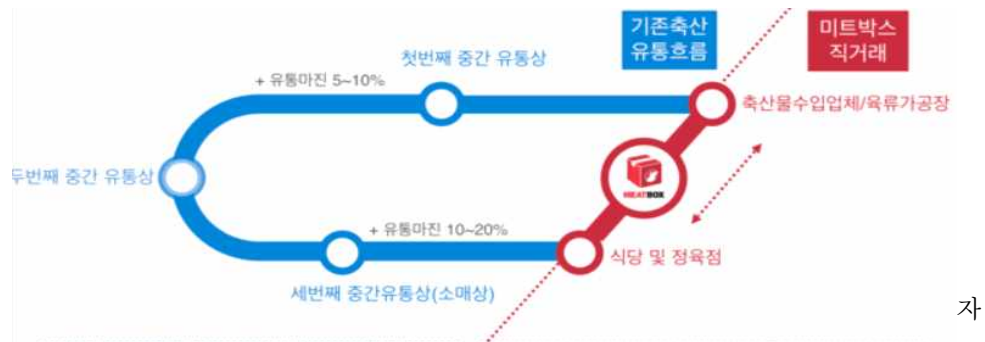 기존축산
유통흐름
미트박스
직거래
첫번째 중간 유통상
+ 유통마진 5~10%
축산물수입업체/육류가공장
두번째 중간 유통상
MEATBOX
+ 유통마진 10~20%
식당 및 정육점
세번째 중간유통상(소매상)
자